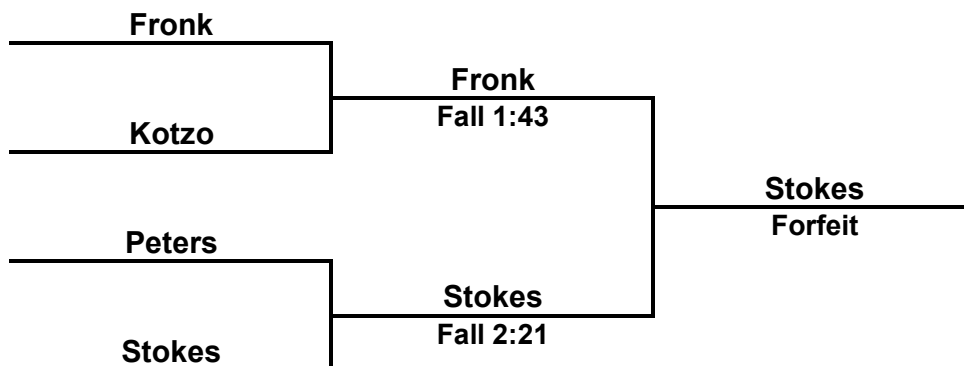 Fronk
Kotzo
Fronk
Fall 1:43
Peters
Stokes
Stokes
Fall 2:21
Stokes
Forfeit